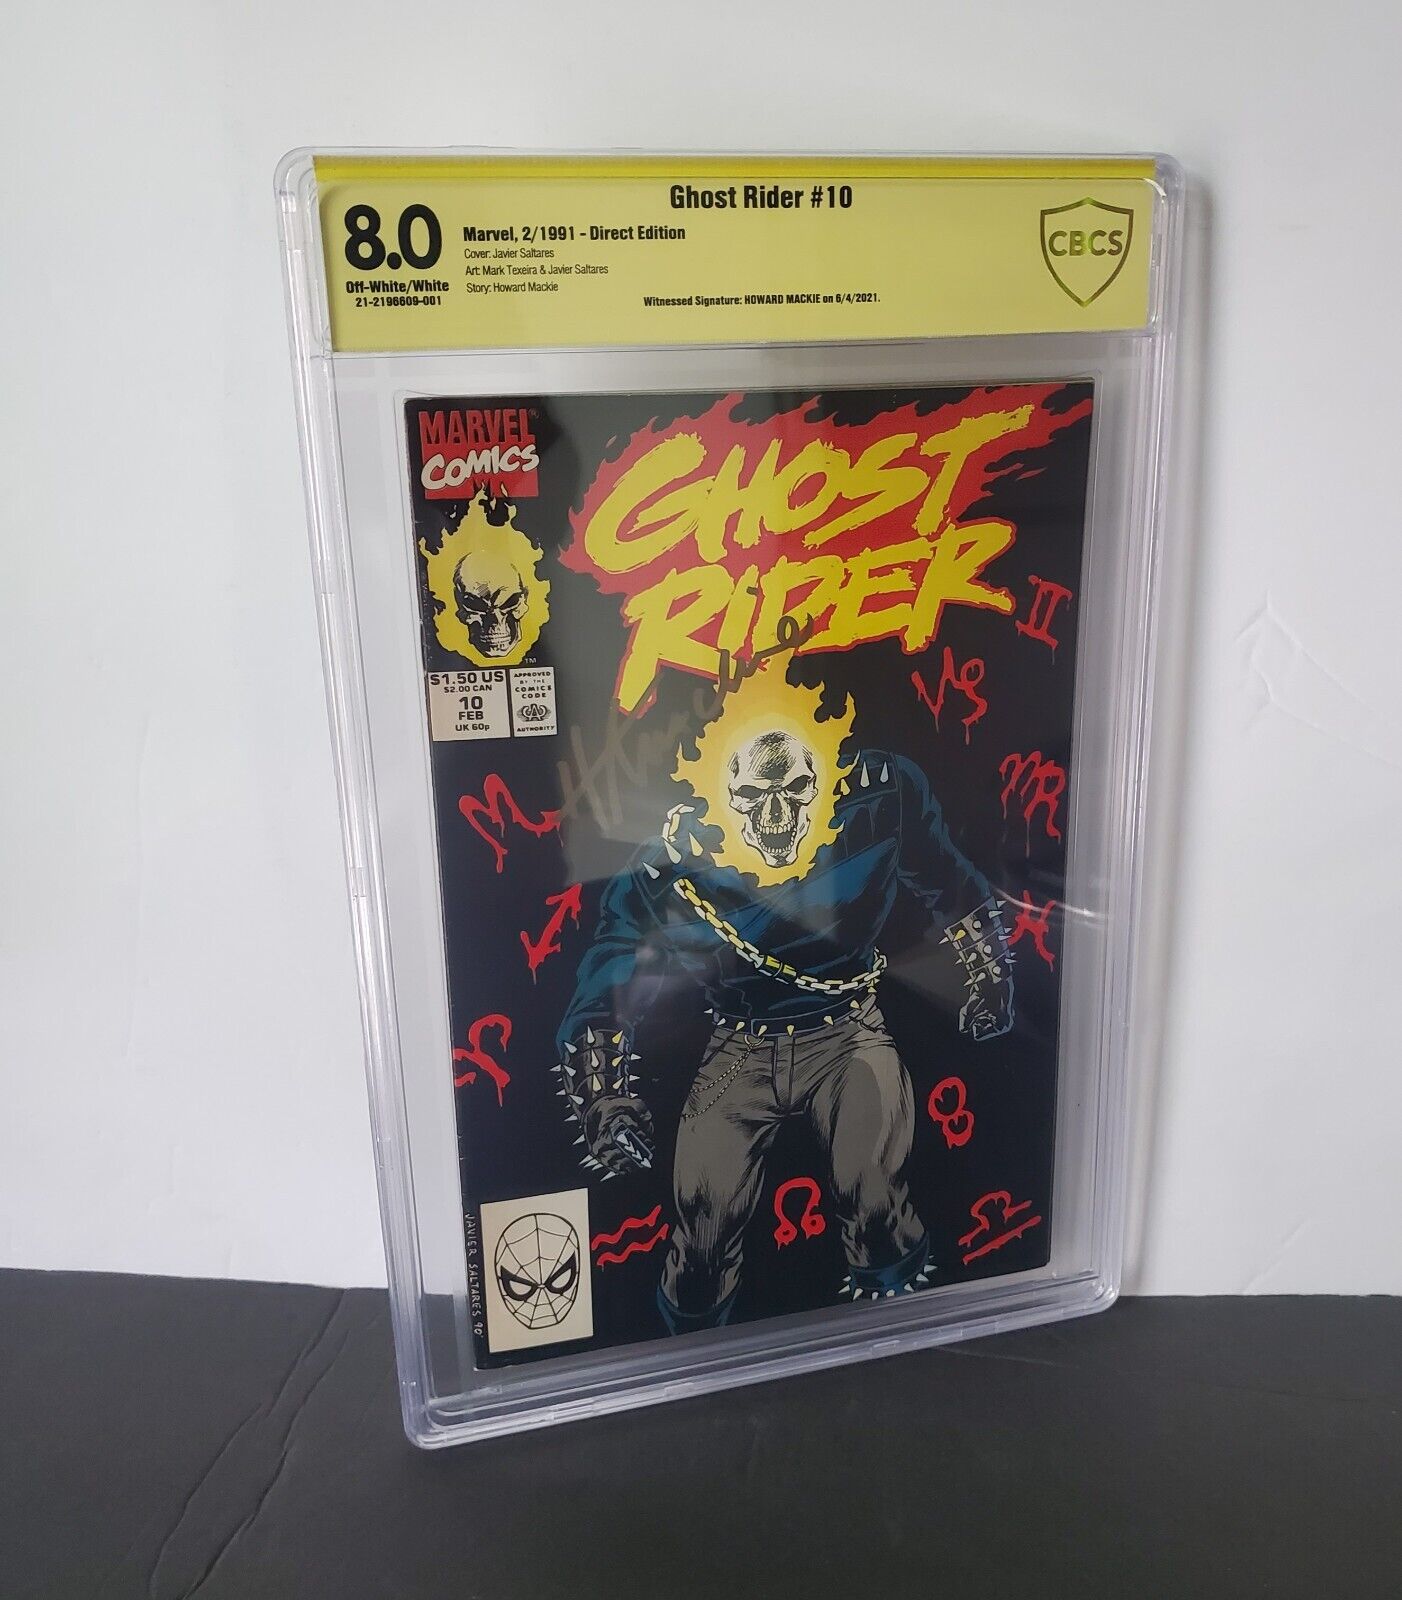 Ghost Rider #10
8.0
Off-White/White
21-2196609-001
Marvel, 2/1991 - Direct Edition
Cover: Javier Saltares
Art: Mark Texeira & Javier Saltares
Story: Howard Mackie
Witnessed Signature: HOWARD MACKIE on 6/4/2021.
CBCS
MARVEL®
COMICS
GHOST
RIDER
TM
$1.50 US
$2.00 CAN
10
FEB
UK 60p
APPROVED
BY THE
COMICS
CODE
CA
AUTHORITY
H Mackie
JAVIER SALTARES 90'